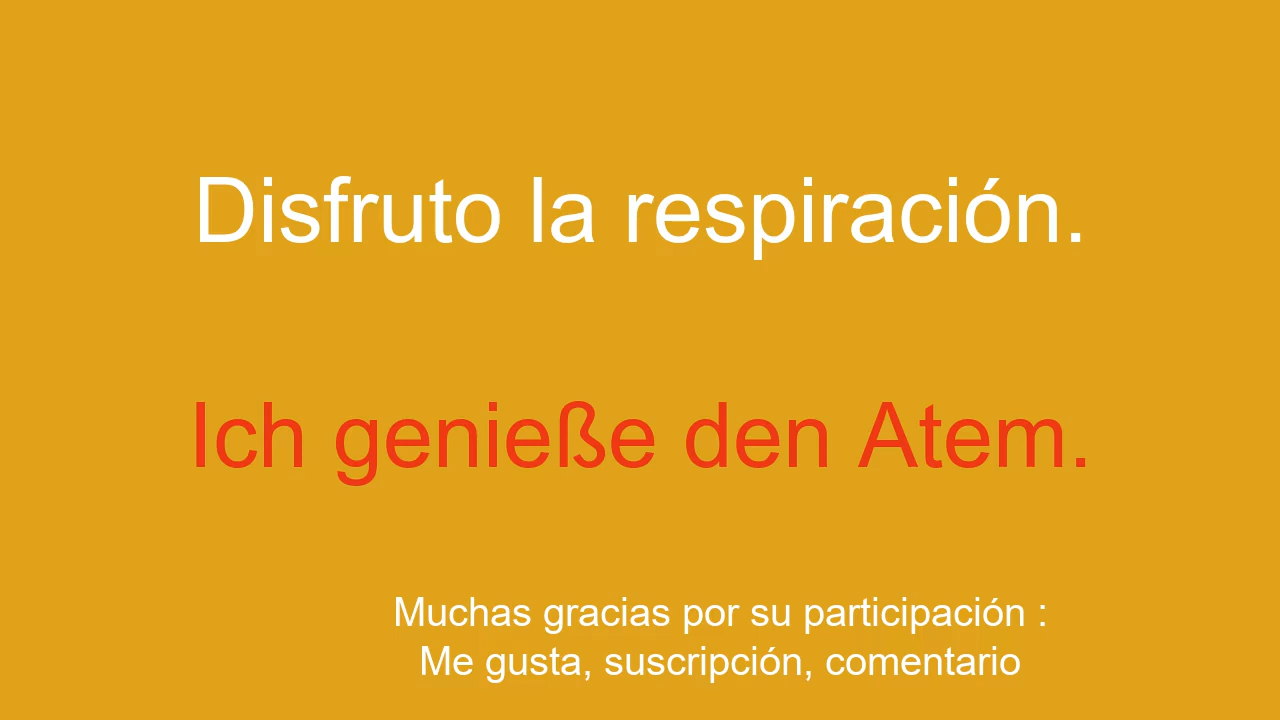 Disfruto la respiración.
Ich genieße den Atem.
Muchas gracias por su participación :
Me gusta, suscripción, comentario